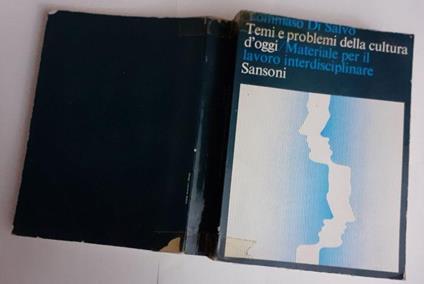 Tommaso Di Salvo
Temi e problemi della cultura
d'oggi/Materiale per il
lavoro interdisciplinare
Sansoni